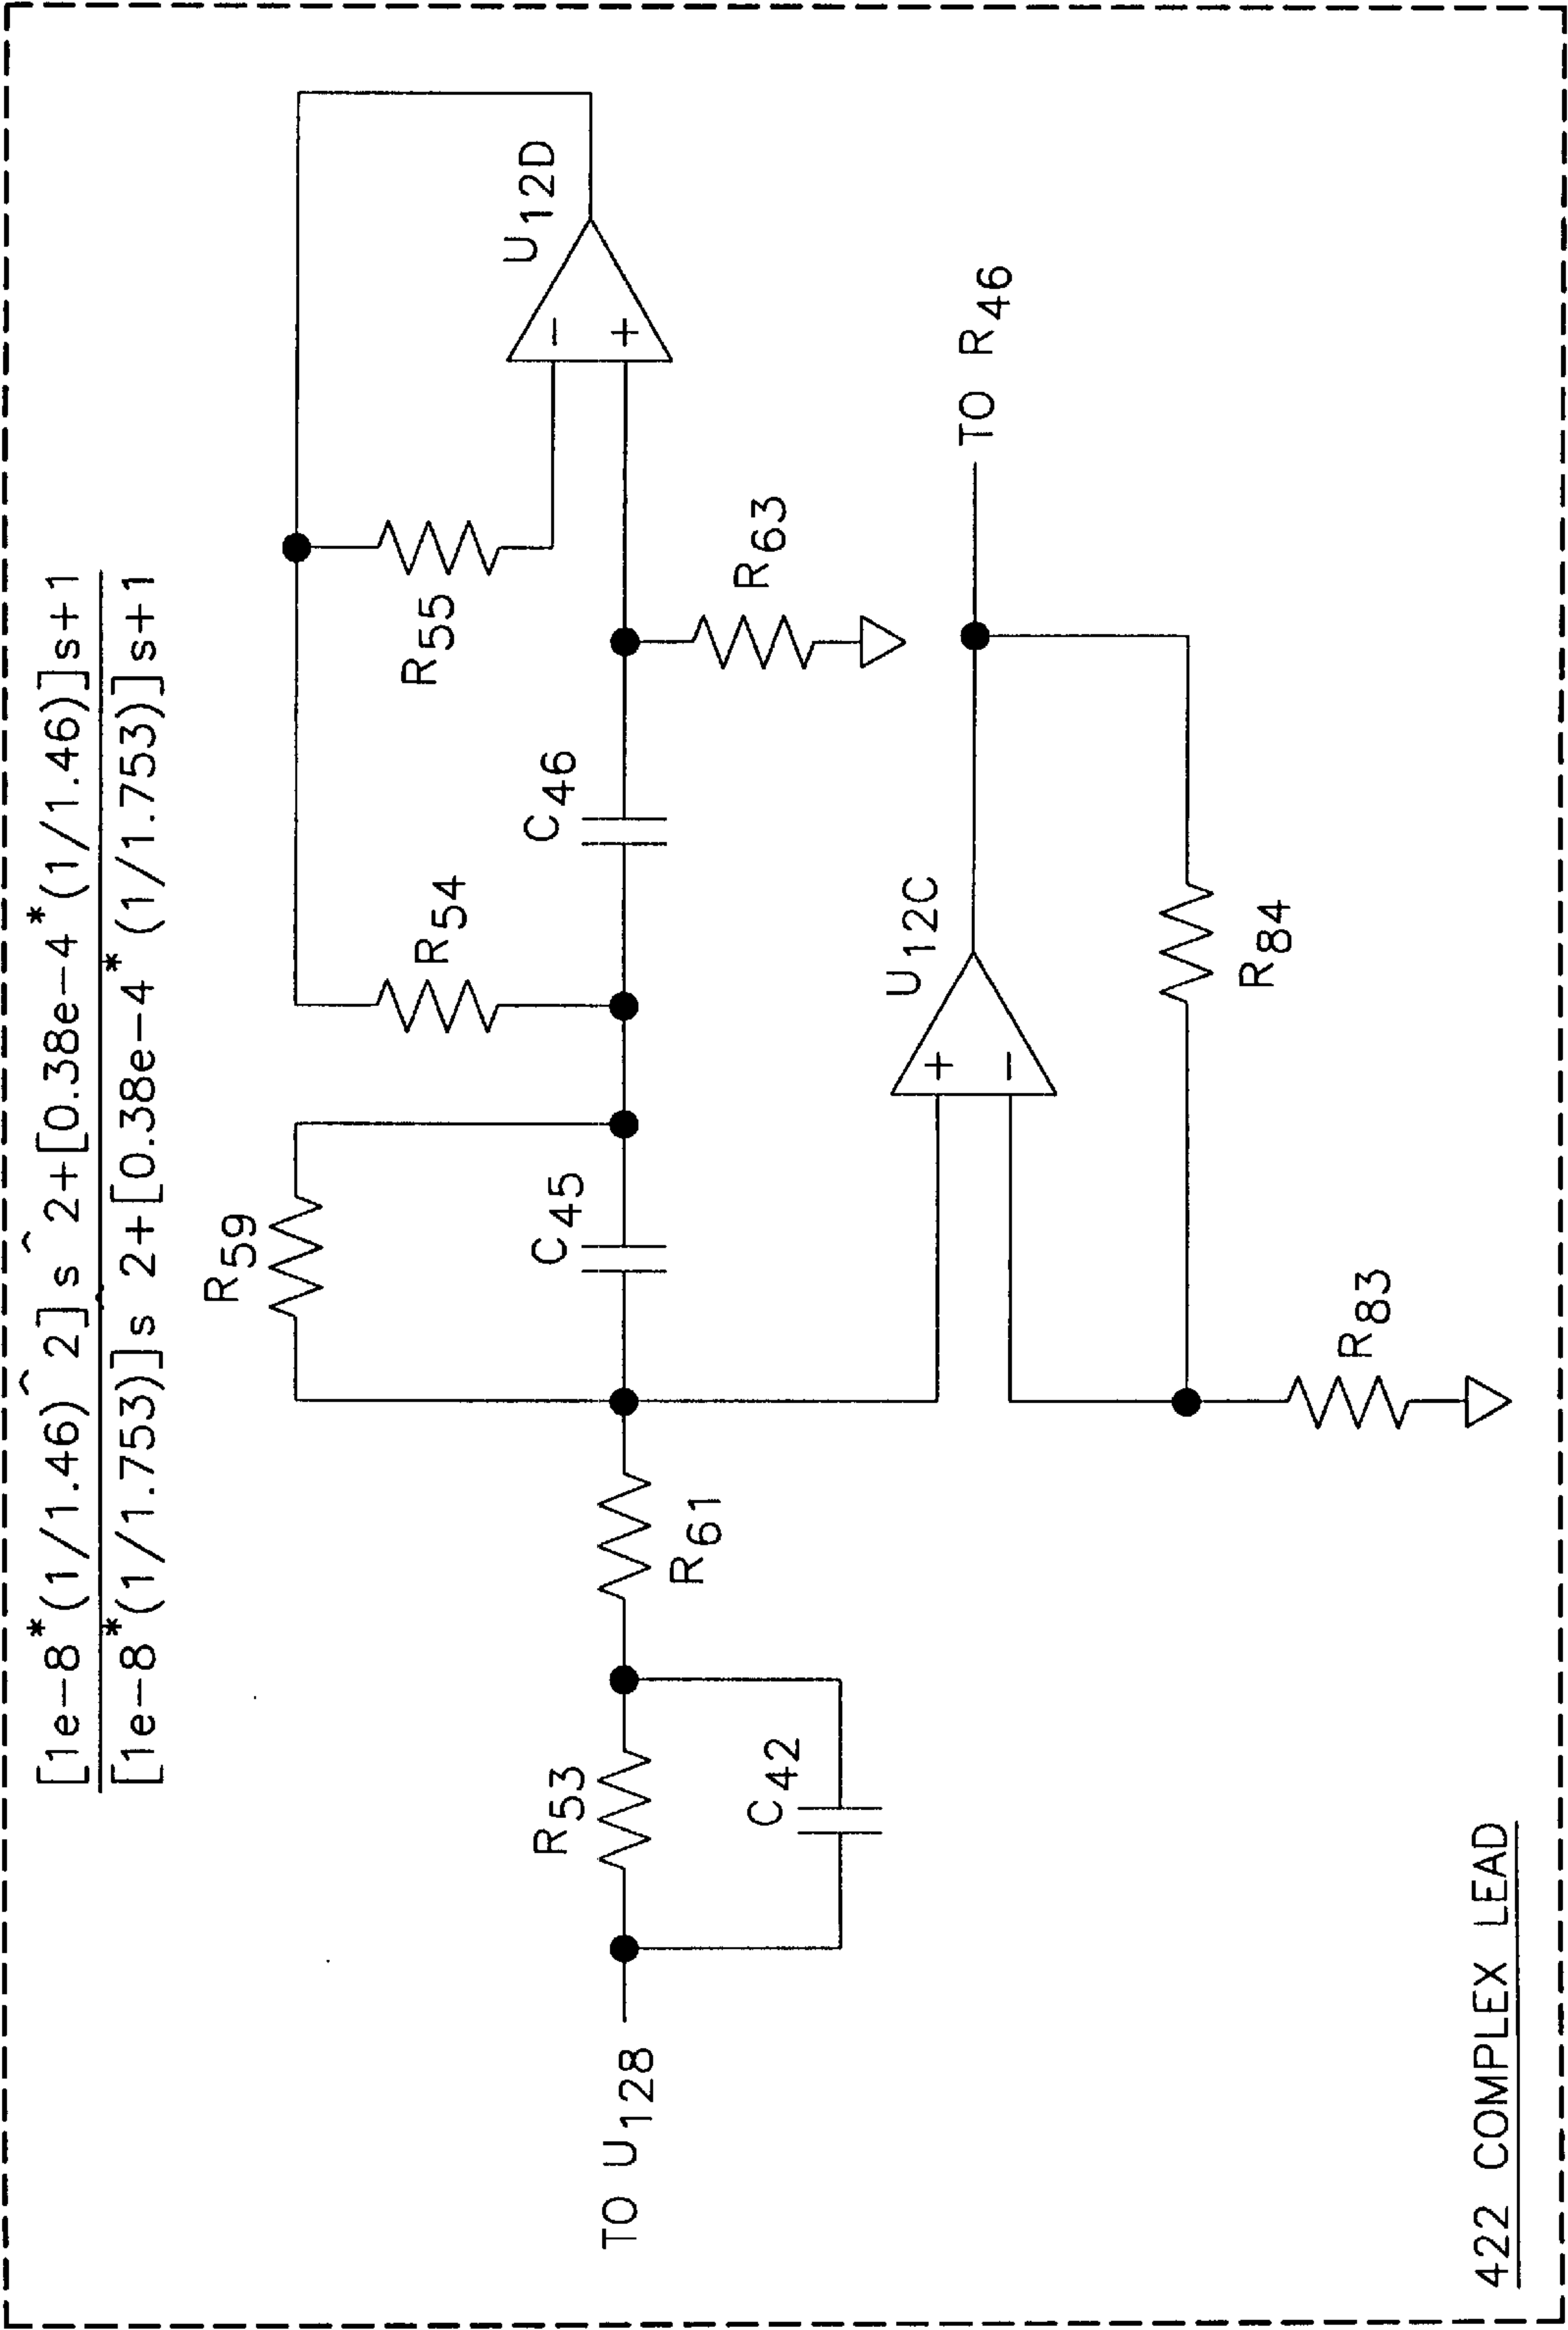 [1e-8*(1/1.46)^2]s^2+[0.38e-4*(1/1.46)]s+1
[1e-8*(1/1.753)]s 2+[0.38e-4*(1/1.753)]s+1
R59
R54
R55
U12D
-
+
R53
C42
R61
C45
C46
R63
TO U128
U12C
+
-
TO R46
R84
R83
422 COMPLEX LEAD